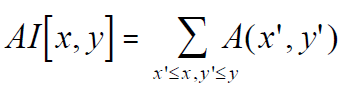 AI[x, y] = ∑ A(x', y')
x'≤x,y'≤y